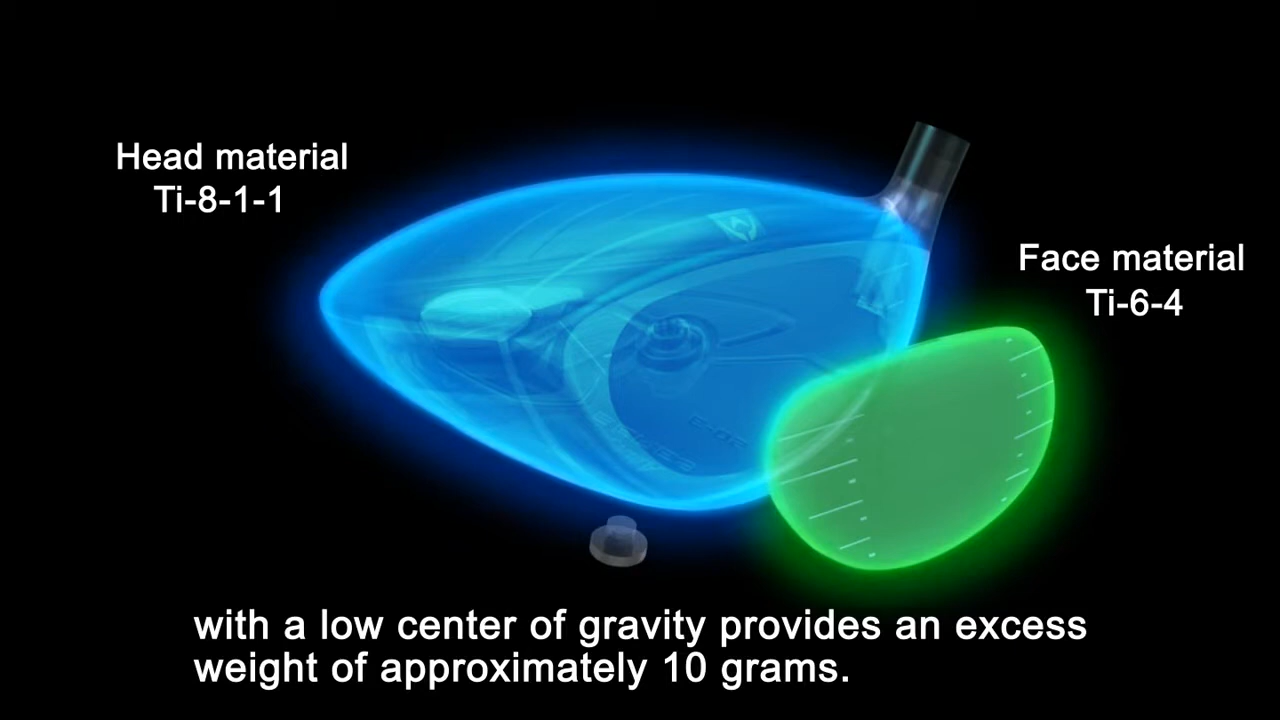 Head material
Ti-8-1-1
Face material
Ti-6-4
with a low center of gravity provides an excess
weight of approximately 10 grams.